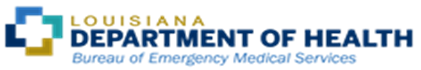 LOUISIANA
DEPARTMENT OF HEALTH
Bureau of Emergency Medical Services